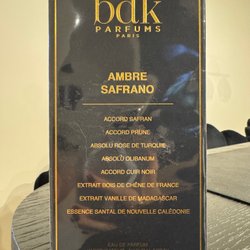 bdk
PARFUMS
PARIS
AMBRE
SAFRANO
ACCORD SAFRAN
ACCORD PRUNE
ABSOLU ROSE DE TURQUIE
ABSOLU OLIBANUM
ACCORD CUIR NOIR
EXTRAIT BOIS DE CHÊNE DE FRANCE
EXTRAIT VANILLE DE MADAGASCAR
ESSENCE SANTAL DE NOUVELLE CALÉDONIE
EAU DE PARFUM